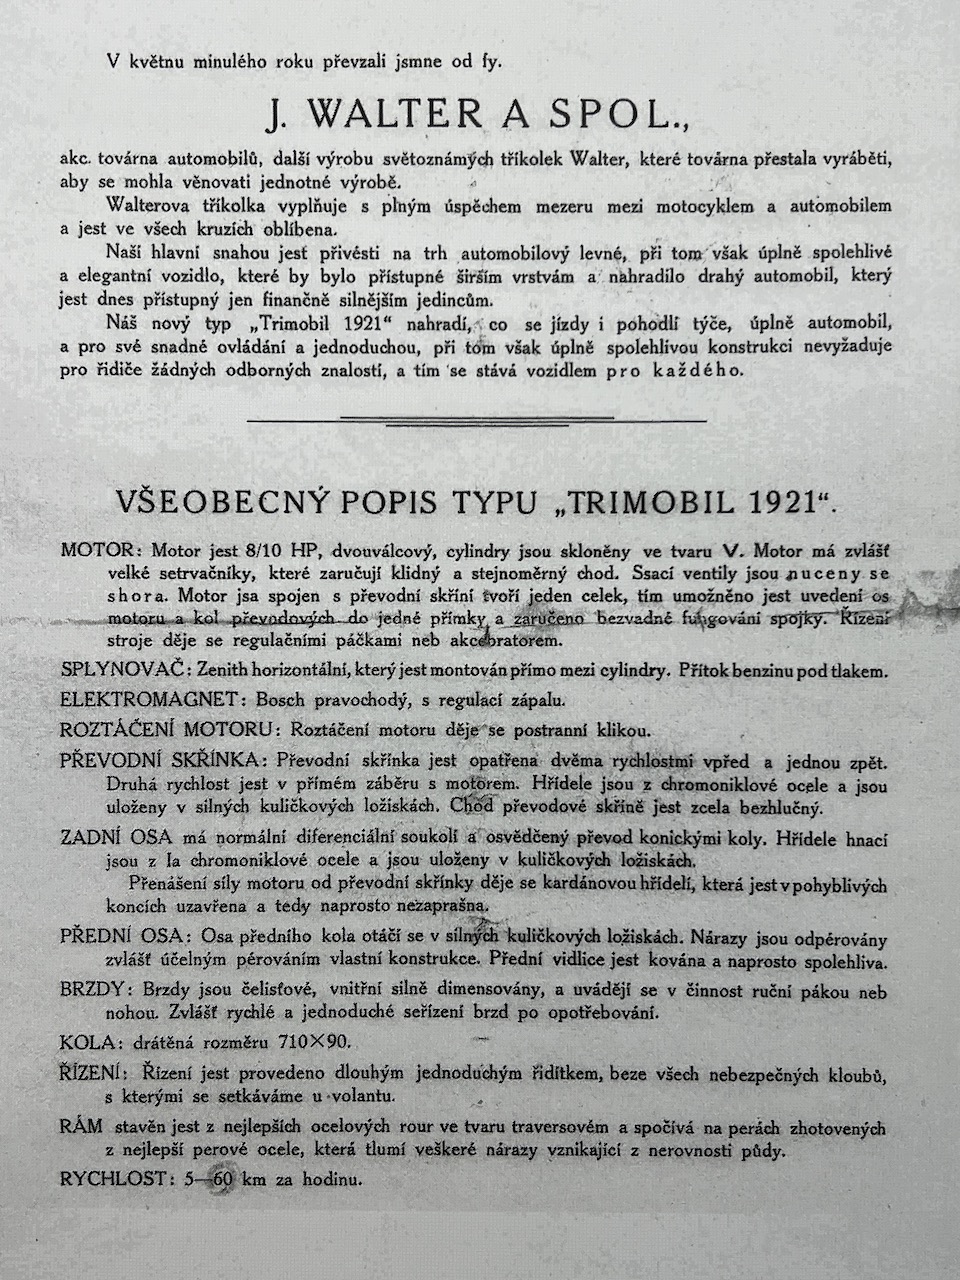 V květnu minulého roku převzali jsmne od fy.
J. WALTER A SPOL.,
akc. továrna automobilů, další výrobu světoznámých tříkolek Walter, které továrna přestala vyráběti,
aby se mohla věnovati jednotné výrobě.
Walterova tříkolka vyplňuje s plným úspěchem mezeru mezi motocyklem a automobilem
a jest ve všech kruzích oblíbena.
Naší hlavní snahou jest přivésti na trh automobilový levné, při tom však úplně spolehlivé
a elegantní vozidlo, které by bylo přístupné širším vrstvám a nahradilo drahý automobil, který
jest dnes přístupný jen finančně silnějším jedincům.
Náš nový typ „Trimobil 1921“ nahradí, co se jízdy i pohodlí týče, úplně automobil,
a pro své snadné ovládání a jednoduchou, při tom však úplně spolehlivou konstrukci nevyžaduje
pro řidiče žádných odborných znalostí, a tím se stává vozidlem pro každého.
VŠEOBECNÝ POPIS TYPU „TRIMOBIL 1921“.
MOTOR: Motor jest 8/10 HP, dvouválcový, cylindry jsou skloněny ve tvaru V. Motor má zvlášť
velké setrvačníky, které zaručují klidný a stejnoměrný chod. Ssací ventily jsou nuceny se
shora. Motor jsa spojen s převodní skříní tvoří jeden celek, tím umožněno jest uvedení os
motoru a kol převodových do jedné přímky a zaručeno bezvadné fungování spojky. Řízení
stroje děje se regulačními páčkami neb akcelerátorem.
SPLYNOVAČ: Zenith horizontální, který jest montován přímo mezi cylindry. Přítok benzinu pod tlakem.
ELEKTROMAGNET: Bosch pravochodý, s regulací zápalu.
ROZTÁČENÍ MOTORU: Roztáčení motoru děje se postranní klikou.
PŘEVODNÍ SKŘÍNKA: Převodní skřínka jest opatřena dvěma rychlostmi vpřed a jednou zpět.
Druhá rychlost jest v přímém záběru s motorem. Hřídele jsou z chromoniklové ocele a jsou
uloženy v silných kuličkových ložiskách. Chod převodové skříně jest zcela bezhlučný.
ZADNÍ OSA má normální diferenciální soukolí a osvědčený převod konickými koly. Hřídele hnací
jsou z Ia chromoniklové ocele a jsou uloženy v kuličkových ložiskách.
Přenášení síly motoru od převodní skřínky děje se kardánovou hřídelí, která jest v pohyblivých
koncích uzavřena a tedy naprosto nezaprašna.
PŘEDNÍ OSA: Osa předního kola otáčí se v silných kuličkových ložiskách. Nárazy jsou odpérovány
zvlášť účelným pérováním vlastní konstrukce. Přední vidlice jest kována a naprosto spolehliva.
BRZDY: Brzdy jsou čelisťové, vnitřní silně dimensovány, a uvádějí se v činnost ruční pákou neb
nohou. Zvlášť rychlé a jednoduché seřízení brzd po opotřebování.
KOLA: drátěná rozměru 710×90.
ŘÍZENÍ: Řízení jest provedeno dlouhým jednoduchým řidítkem, beze všech nebezpečných kloubů,
s kterými se setkáváme u volantu.
RÁM stavěn jest z nejlepších ocelových rour ve tvaru traversovém a spočívá na perách zhotovených
z nejlepší perové ocele, která tlumí veškeré nárazy vznikající z nerovnosti půdy.
RYCHLOST: 5—60 km za hodinu.